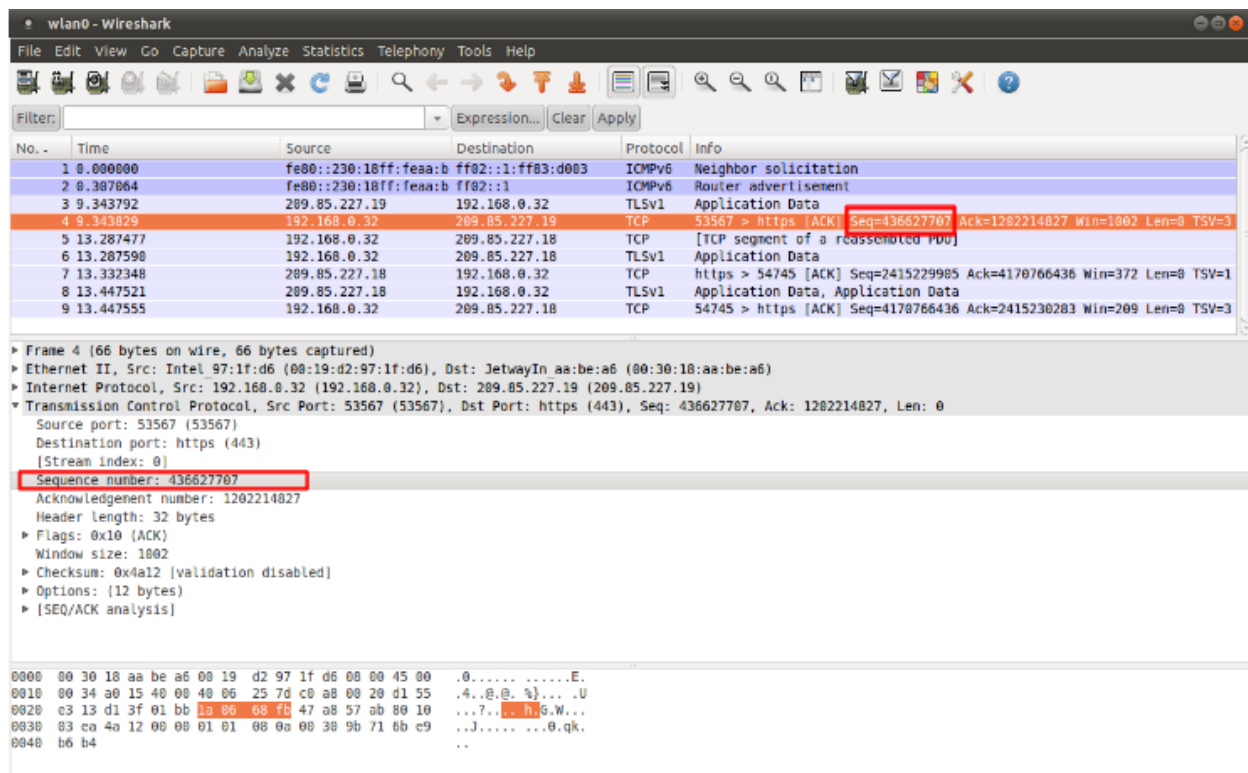 wlan0 - Wireshark
File Edit View Go Capture Analyze Statistics Telephony Tools Help
Filter: Expression... Clear Apply
No. . Time Source Destination Protocol Info
1 0.000000 fe80::230:18ff:feaa:b ff02::1:ff83:d003 ICMPv6 Neighbor solicitation
2 0.307064 fe80::230:18ff:feaa:b ff02::1 ICMPv6 Router advertisement
3 9.343792 209.85.227.19 192.168.0.32 TLSv1 Application Data
4 9.343829 192.168.0.32 209.85.227.19 TCP 53567 > https [ACK] Seq=436627707 Ack=1202214827 Win=1002 Len=0 TSV=3
5 13.287477 192.168.0.32 209.85.227.18 TCP [TCP segment of a reassembled PDU]
6 13.287590 192.168.0.32 209.85.227.18 TLSv1 Application Data
7 13.332348 209.85.227.18 192.168.0.32 TCP https > 54745 [ACK] Seq=2415229905 Ack=4170766436 Win=372 Len=0 TSV=1
8 13.447521 209.85.227.18 192.168.0.32 TLSv1 Application Data, Application Data
9 13.447555 192.168.0.32 209.85.227.18 TCP 54745 > https [ACK] Seq=4170766436 Ack=2415230283 Win=209 Len=0 TSV=3
Frame 4 (66 bytes on wire, 66 bytes captured)
Ethernet II, Src: Intel_97:1f:d6 (00:19:d2:97:1f:d6), Dst: JetwayIn_aa:be:a6 (00:30:18:aa:be:a6)
Internet Protocol, Src: 192.168.0.32 (192.168.0.32), Dst: 209.85.227.19 (209.85.227.19)
Transmission Control Protocol, Src Port: 53567 (53567), Dst Port: https (443), Seq: 436627707, Ack: 1202214827, Len: 0
Source port: 53567 (53567)
Destination port: https (443)
[Stream index: 0]
Sequence number: 436627707
Acknowledgement number: 1202214827
Header length: 32 bytes
Flags: 0x10 (ACK)
Window size: 1002
Checksum: 0x4a12 [validation disabled]
Options: (12 bytes)
[SEQ/ACK analysis]
0000 00 30 18 aa be a6 00 19 d2 97 1f d6 08 00 45 00 .0...... ......E.
0010 00 34 a0 15 40 00 40 06 25 7d c0 a8 00 20 d1 55 .4..@.@. %}... .U
0020 e3 13 d1 3f 01 bb 1a 06 68 fb 47 a8 57 ab 80 10 ...?.... h.G.W...
0030 03 ea 4a 12 00 00 01 01 08 0a 00 30 9b 71 6b e9 ..J..... ...0.qk.
0040 b6 b4 ..